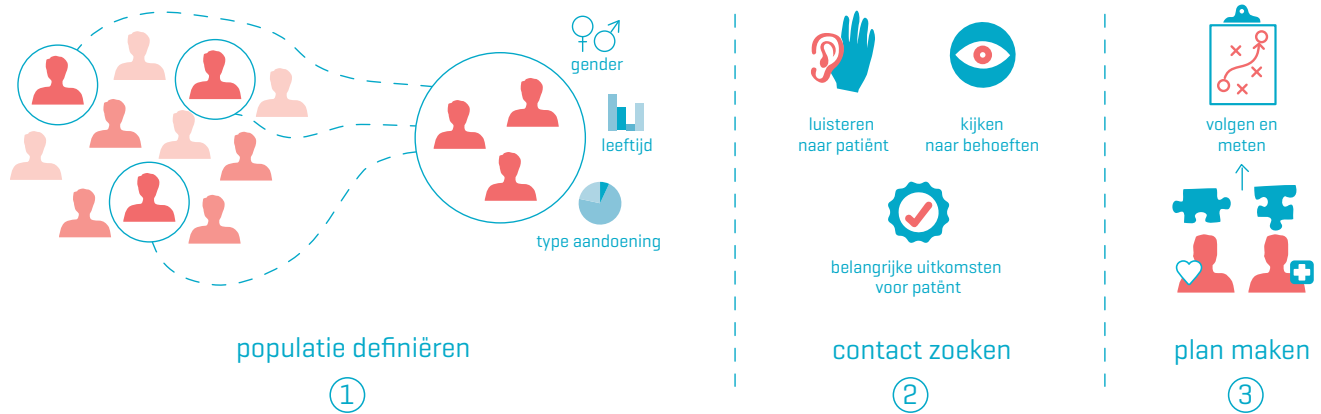 gender
leeftijd
type aandoening
populatie definiëren
1
luisteren
naar patiënt
kijken
naar behoeften
belangrijke uitkomsten
voor patënt
contact zoeken
2
volgen en
meten
plan maken
3